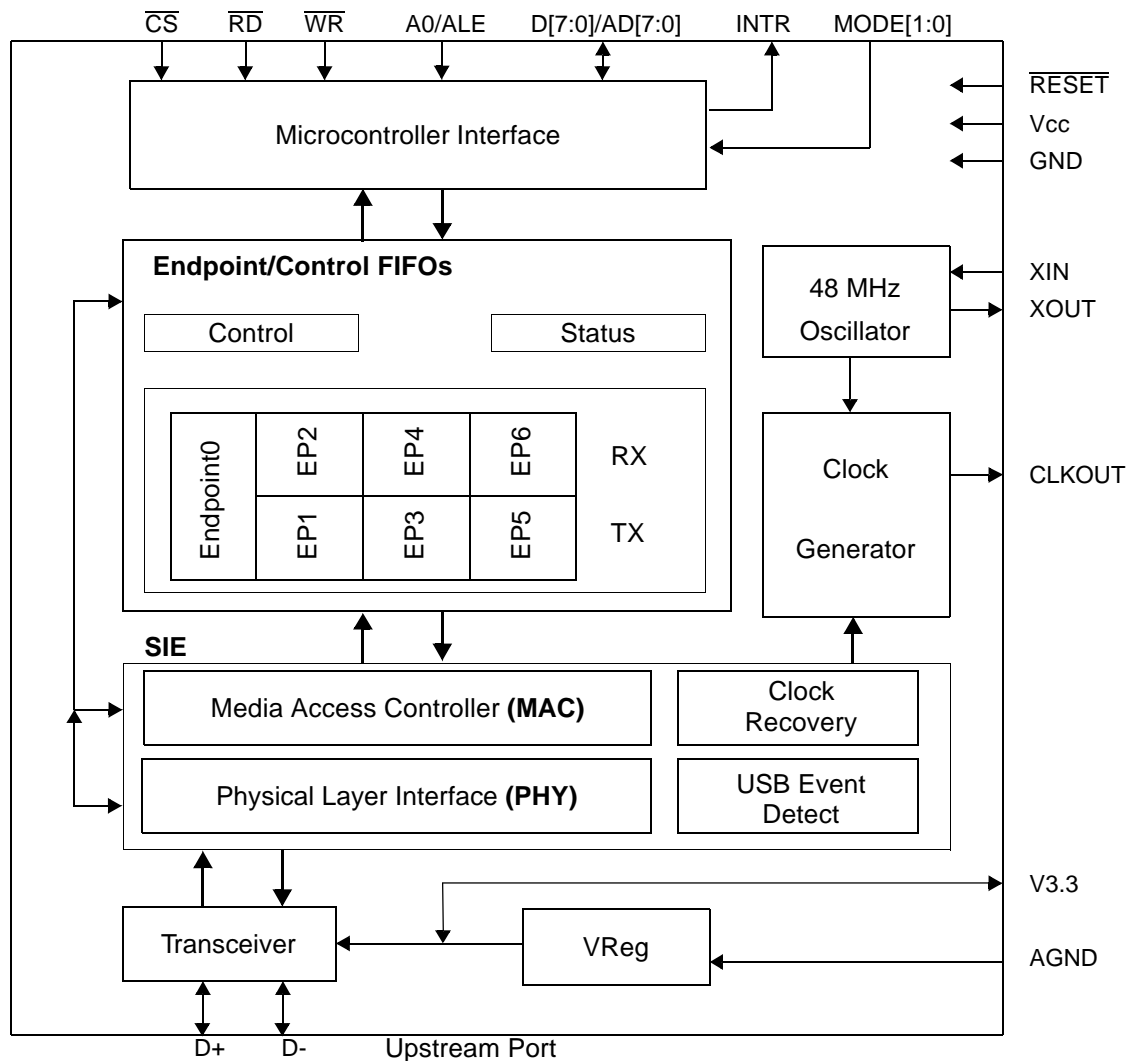 CS RD WR A0/ALE D[7:0]/AD[7:0] INTR MODE[1:0]
RESET
Vcc
GND
Microcontroller Interface
Endpoint/Control FIFOs
Control
Status
Endpoint0
EP2
EP4
EP6
RX
EP1
EP3
EP5
TX
48 MHz
Oscillator
XIN
XOUT
Clock
Generator
CLKOUT
SIE
Media Access Controller (MAC)
Clock
Recovery
Physical Layer Interface (PHY)
USB Event
Detect
V3.3
Transceiver
VReg
AGND
D+ D- Upstream Port